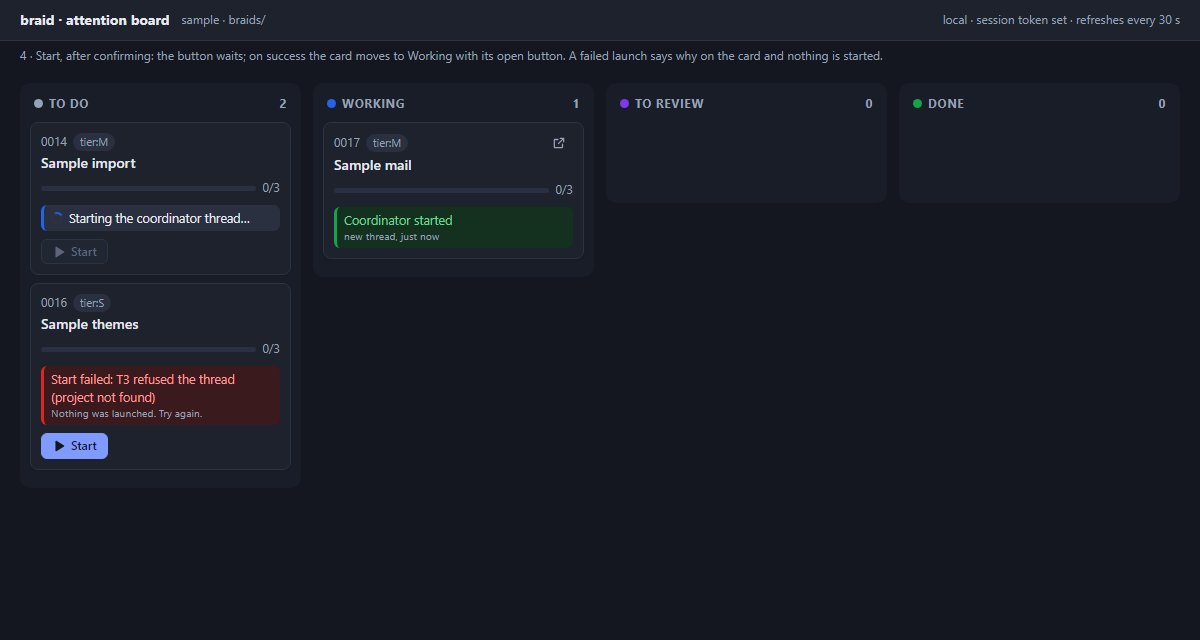 braid · attention board
sample · braids/
local · session token set · refreshes every 30 s
4 · Start, after confirming: the button waits; on success the card moves to Working with its open button. A failed launch says why on the card and nothing is started.
TO DO 2
0014 tier:M
Sample import
0/3
Starting the coordinator thread...
Start
0016 tier:S
Sample themes
0/3
Start failed: T3 refused the thread
(project not found)
Nothing was launched. Try again.
Start
WORKING 1
0017 tier:M
Sample mail
0/3
Coordinator started
new thread, just now
TO REVIEW 0
DONE 0